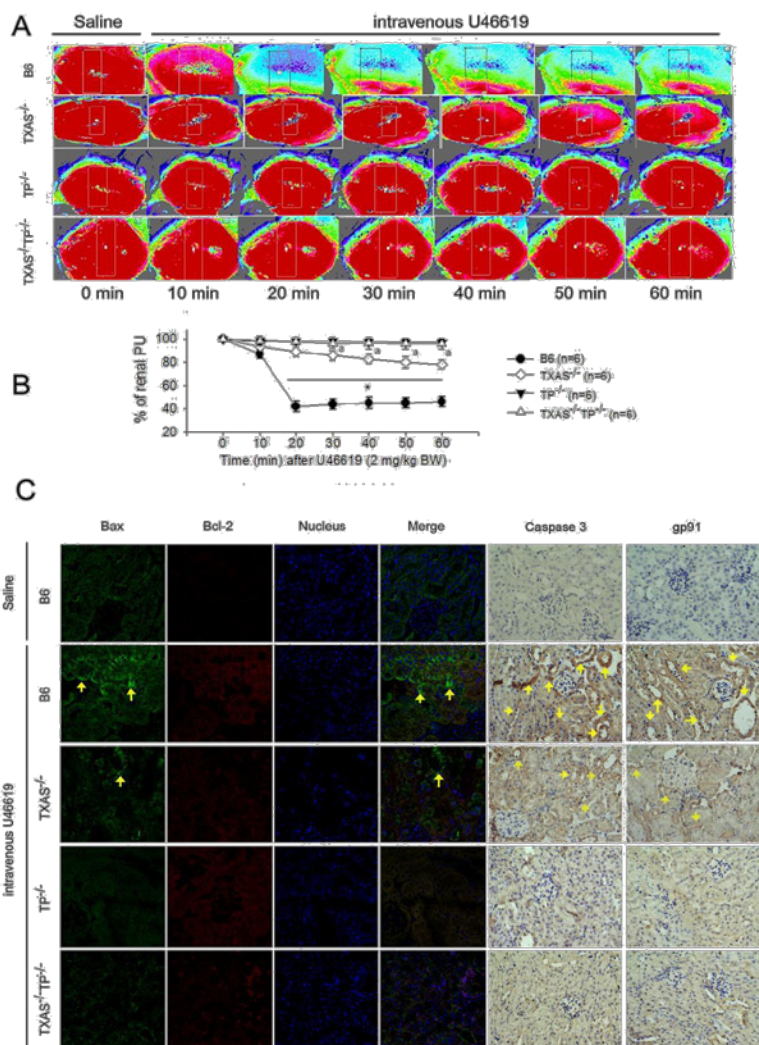 A
Saline intravenous U46619
B6
TXAS-/-
TP-/-
TXAS-/-TP-/-
0 min 10 min 20 min 30 min 40 min 50 min 60 min
B
% of renal PU
100
80
60
40
20
a a a a
*
0 10 20 30 40 50 60
Time (min) after U46619 (2 mg/kg BW)
B6 (n=6)
TXAS-/- (n=6)
TP-/- (n=6)
TXAS-/-TP-/- (n=6)
C
Bax Bcl-2 Nucleus Merge Caspase 3 gp91
Saline
B6
intravenous U46619
B6
TXAS-/-
TP-/-
TXAS-/-TP-/-